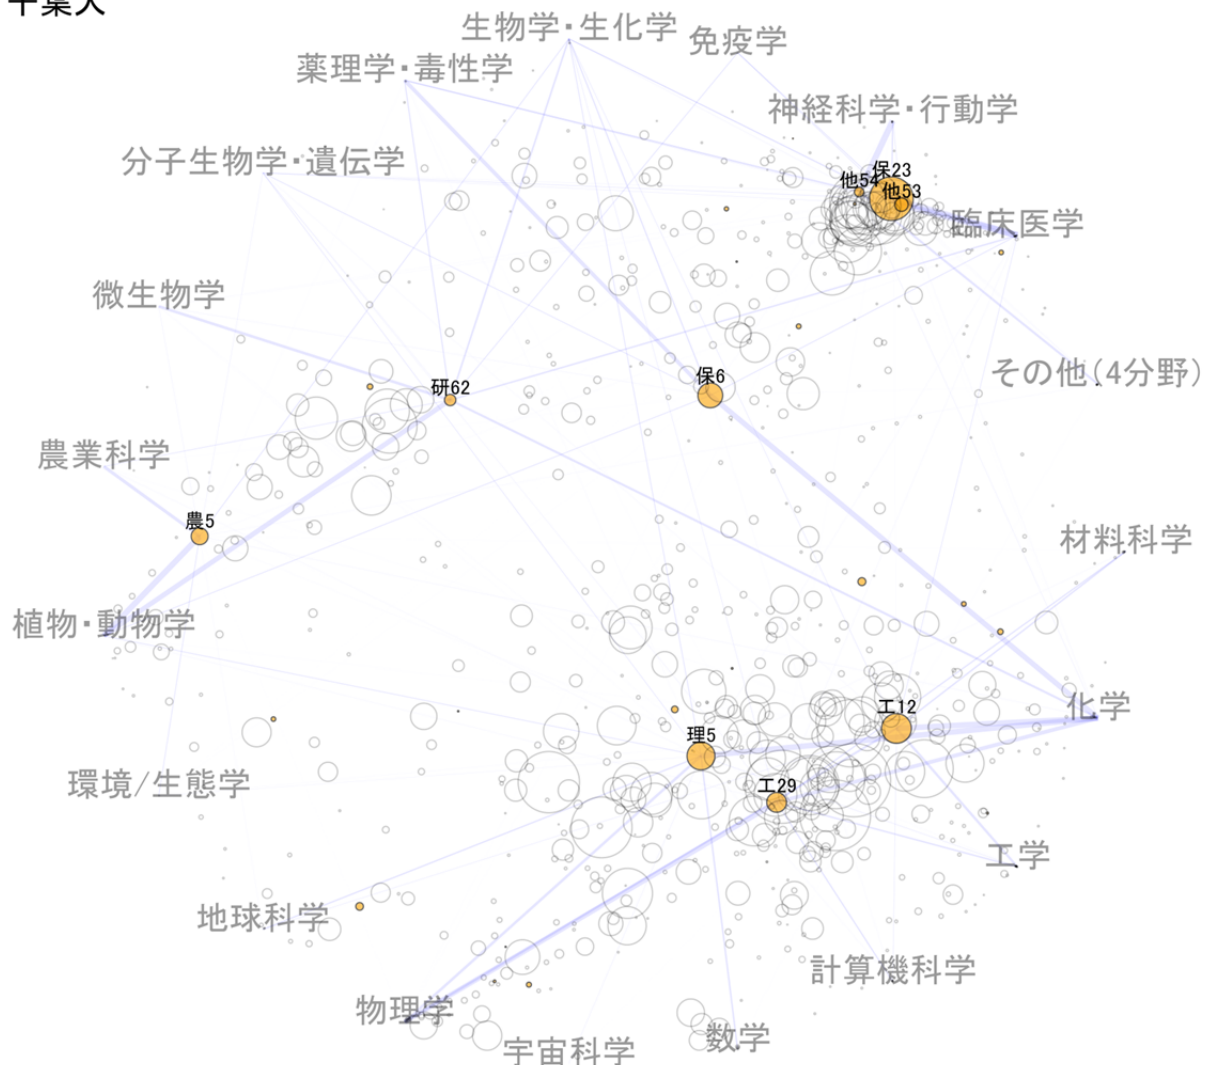 千葉大
生物学・生化学
免疫学
薬理学・毒性学
神経科学・行動学
分子生物学・遺伝学
保23
他54
他53
臨床医学
微生物学
その他(4分野)
保6
研62
農業科学
農5
材料科学
植物・動物学
化学
工12
理5
環境/生態学
工29
工学
地球科学
計算機科学
物理学
数学
宇宙科学